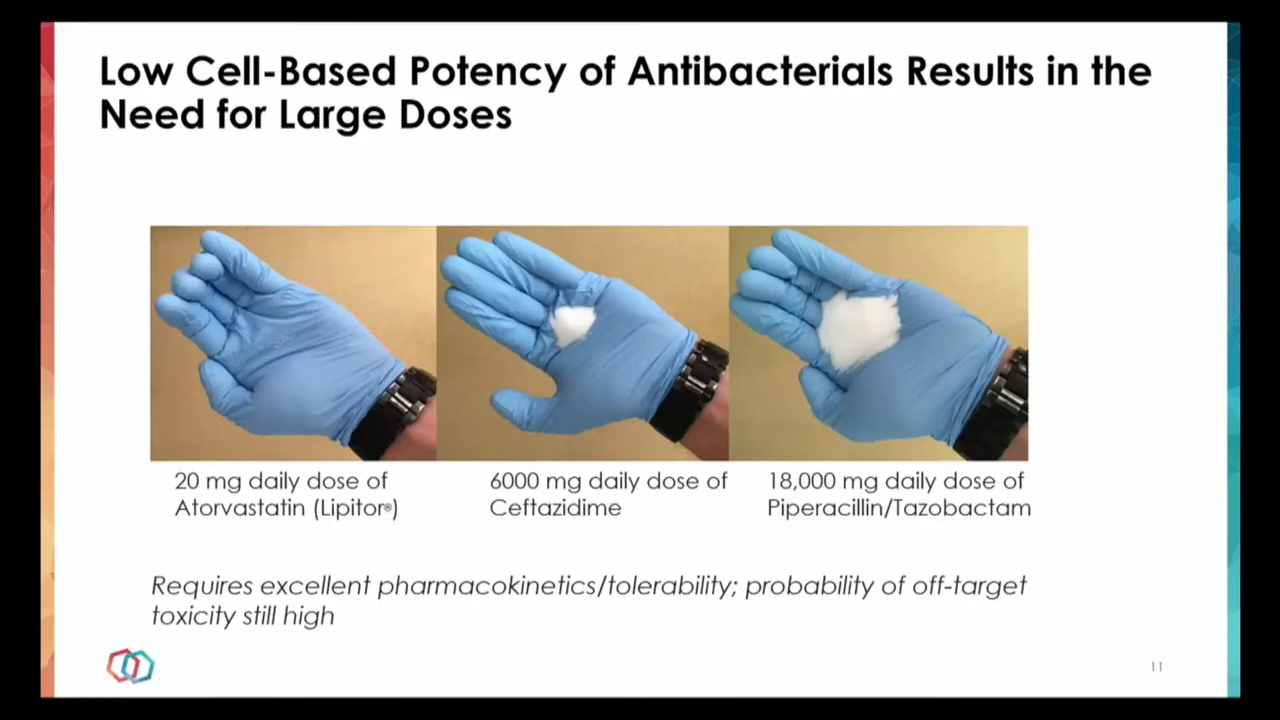 Low Cell-Based Potency of Antibacterials Results in the
Need for Large Doses
20 mg daily dose of
Atorvastatin (Lipitor®)
6000 mg daily dose of
Ceftazidime
18,000 mg daily dose of
Piperacillin/Tazobactam
Requires excellent pharmacokinetics/tolerability; probability of off-target
toxicity still high
11